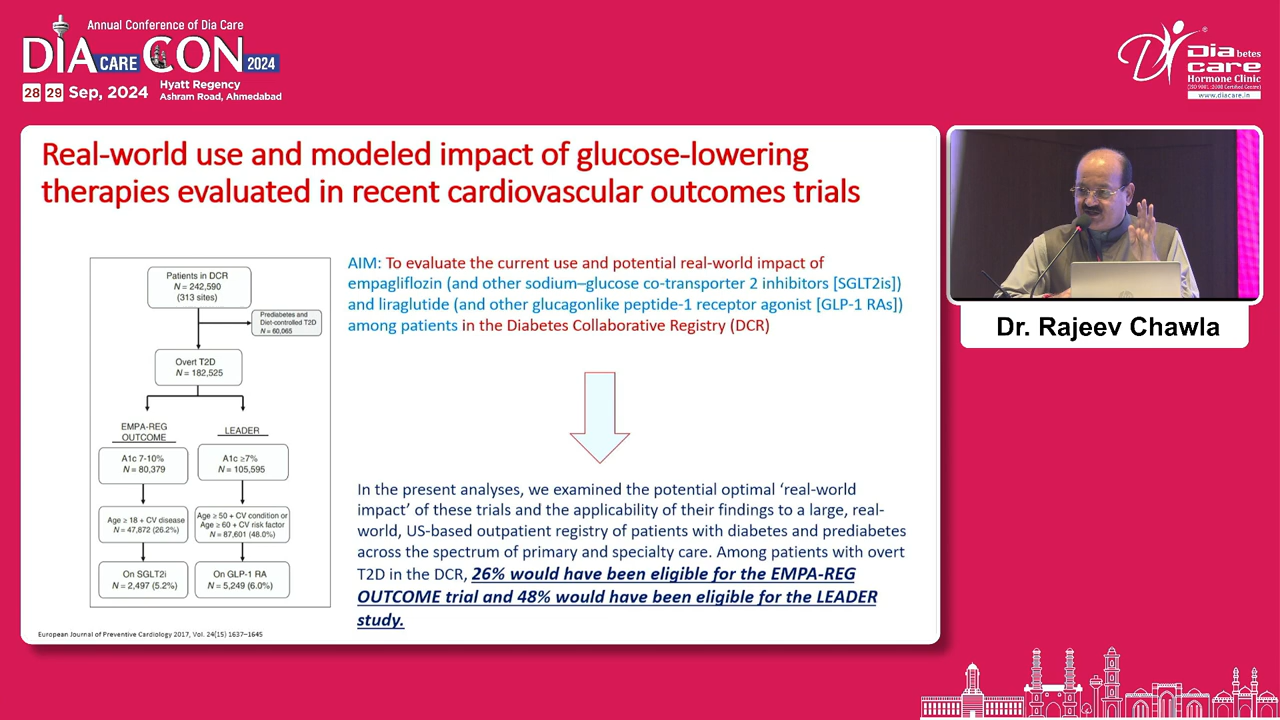 Annual Conference of Dia Care
DIA CARE CON 2024
28 29 Sep, 2024
Hyatt Regency
Ashram Road, Ahmedabad
Diabetes
care
Hormone Clinic
(ISO 9001 :2008 Certified Centre)
www.diacare.in
Real-world use and modeled impact of glucose-lowering
therapies evaluated in recent cardiovascular outcomes trials
Patients in DCR
N = 242,590
(313 sites)
Prediabetes and
Diet-controlled T2D
N = 60,065
Overt T2D
N = 182,525
EMPA-REG
OUTCOME
LEADER
A1c 7-10%
N = 80,379
A1c ≥7%
N = 105,595
Age ≥ 18 + CV disease
N = 47,872 (26.2%)
Age ≥ 50 + CV condition or
Age ≥ 60 + CV risk factor
N = 87,601 (48.0%)
On SGLT2i
N = 2,497 (5.2%)
On GLP-1 RA
N = 5,249 (6.0%)
AIM: To evaluate the current use and potential real-world impact of
empagliflozin (and other sodium–glucose co-transporter 2 inhibitors [SGLT2is])
and liraglutide (and other glucagonlike peptide-1 receptor agonist [GLP-1 RAs])
among patients in the Diabetes Collaborative Registry (DCR)
In the present analyses, we examined the potential optimal ‘real-world
impact’ of these trials and the applicability of their findings to a large, real-
world, US-based outpatient registry of patients with diabetes and prediabetes
across the spectrum of primary and specialty care. Among patients with overt
T2D in the DCR, 26% would have been eligible for the EMPA-REG
OUTCOME trial and 48% would have been eligible for the LEADER
study.
European Journal of Preventive Cardiology 2017, Vol. 24(15) 1637–1645
Dr. Rajeev Chawla